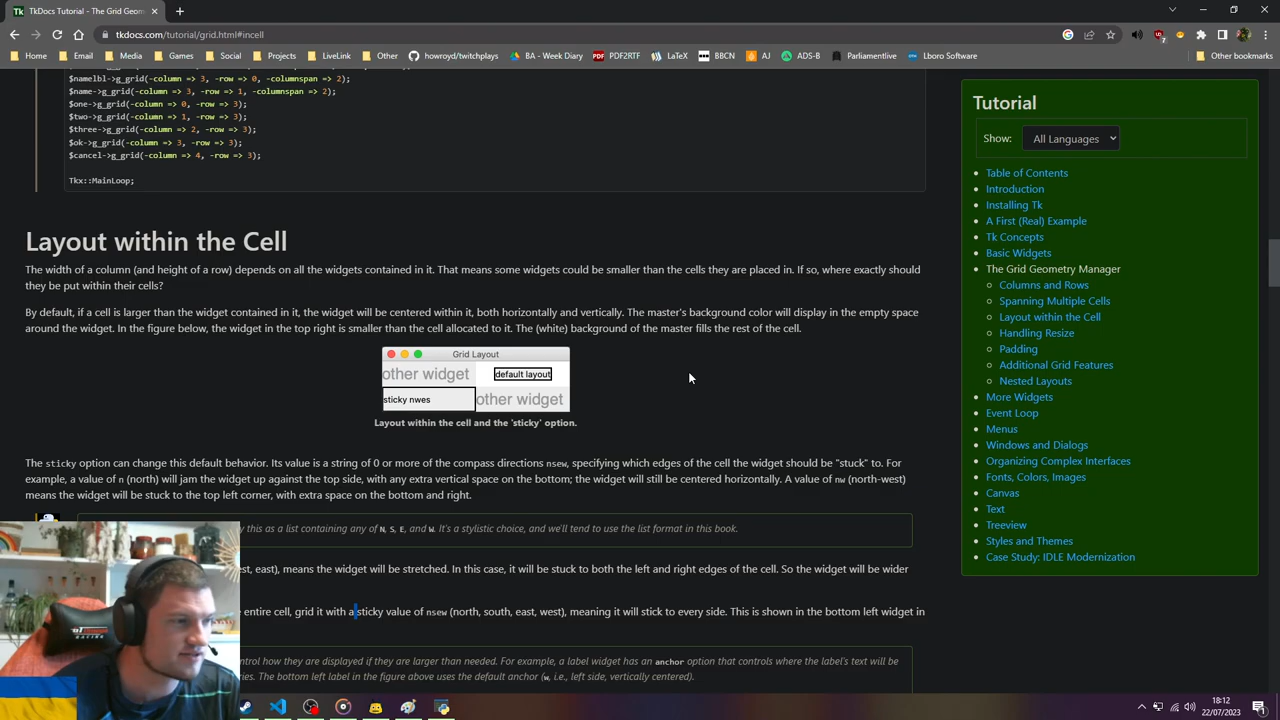 TkDocs Tutorial - The Grid Geom
tkdocs.com/tutorial/grid.html#incell
Home
Email
Media
Games
Social
Projects
LiveLink
Other
howroyd/twitchplays
BA - Week Diary
PDF2RTF
LaTeX
BBCN
AJ
ADS-B
Parliamentlive
Lboro Software
Other bookmarks
$namelbl->g_grid(-column => 3, -row => 0, -columnspan => 2);
$name->g_grid(-column => 3, -row => 1, -columnspan => 2);
$one->g_grid(-column => 0, -row => 3);
$two->g_grid(-column => 1, -row => 3);
$three->g_grid(-column => 2, -row => 3);
$ok->g_grid(-column => 3, -row => 3);
$cancel->g_grid(-column => 4, -row => 3);
Tkx::MainLoop;
Layout within the Cell
The width of a column (and height of a row) depends on all the widgets contained in it. That means some widgets could be smaller than the cells they are placed in. If so, where exactly should
they be put within their cells?
By default, if a cell is larger than the widget contained in it, the widget will be centered within it, both horizontally and vertically. The master's background color will display in the empty space
around the widget. In the figure below, the widget in the top right is smaller than the cell allocated to it. The (white) background of the master fills the rest of the cell.
Grid Layout
other widget
default layout
sticky nwes
other widget
Layout within the cell and the 'sticky' option.
The sticky option can change this default behavior. Its value is a string of 0 or more of the compass directions nsew, specifying which edges of the cell the widget should be "stuck" to. For
example, a value of n (north) will jam the widget up against the top side, with any extra vertical space on the bottom; the widget will still be centered horizontally. A value of nw (north-west)
means the widget will be stuck to the top left corner, with extra space on the bottom and right.
y this as a list containing any of N, S, E, and W. It's a stylistic choice, and we'll tend to use the list format in this book.
est, east), means the widget will be stretched. In this case, it will be stuck to both the left and right edges of the cell. So the widget will be wider
entire cell, grid it with a sticky value of nsew (north, south, east, west), meaning it will stick to every side. This is shown in the bottom left widget in
ntrol how they are displayed if they are larger than needed. For example, a label widget has an anchor option that controls where the label's text will be
ries. The bottom left label in the figure above uses the default anchor (w, i.e., left side, vertically centered).
Tutorial
Show:
All Languages
Table of Contents
Introduction
Installing Tk
A First (Real) Example
Tk Concepts
Basic Widgets
The Grid Geometry Manager
Columns and Rows
Spanning Multiple Cells
Layout within the Cell
Handling Resize
Padding
Additional Grid Features
Nested Layouts
More Widgets
Event Loop
Menus
Windows and Dialogs
Organizing Complex Interfaces
Fonts, Colors, Images
Canvas
Text
Treeview
Styles and Themes
Case Study: IDLE Modernization
18:12
22/07/2023